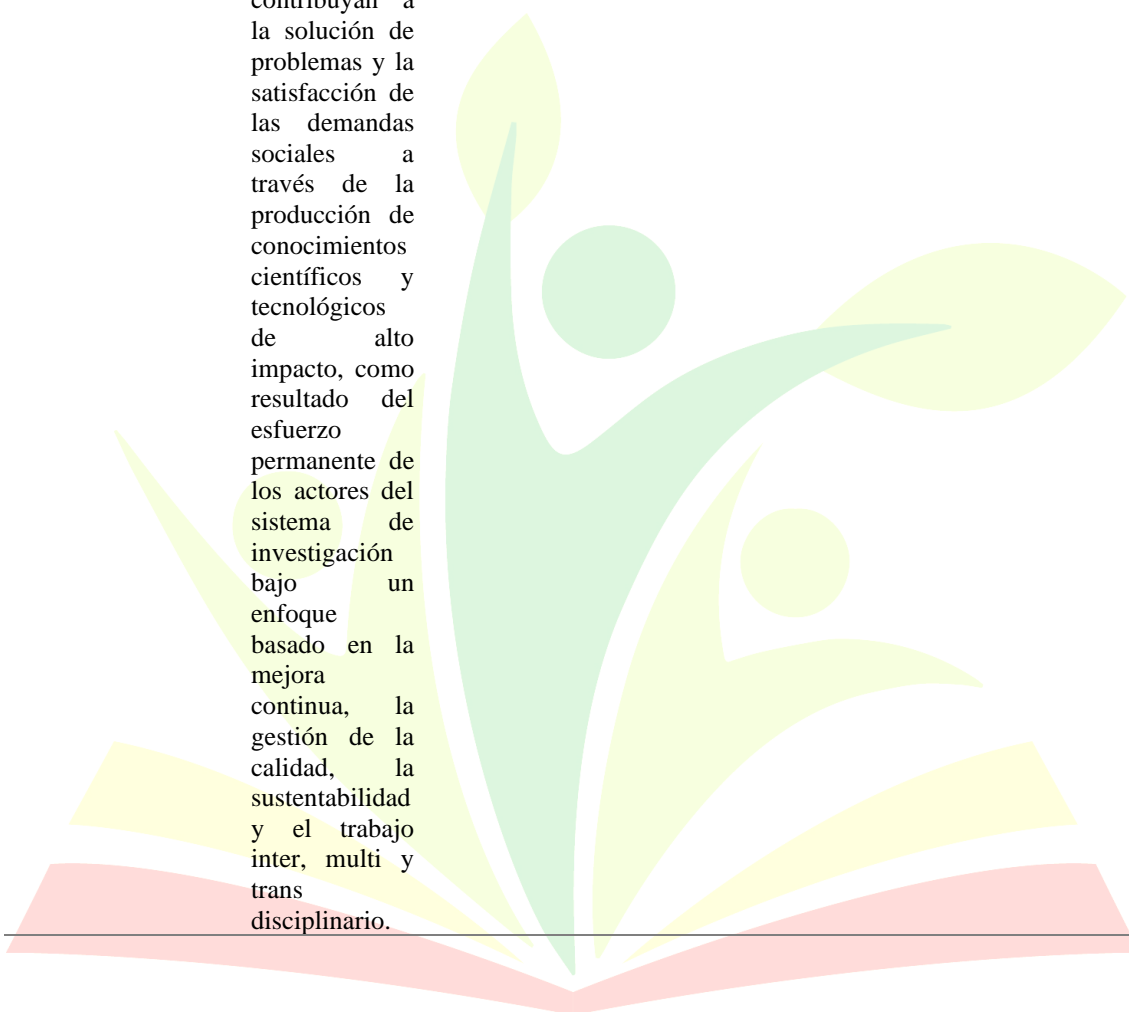 contribuyan a
la solución de
problemas y la
satisfacción de
las demandas
sociales a
través de la
producción de
conocimientos
científicos y
tecnológicos
de alto
impacto, como
resultado del
esfuerzo
permanente de
los actores del
sistema de
investigación
bajo un
enfoque
basado en la
mejora
continua, la
gestión de la
calidad, la
sustentabilidad
y el trabajo
inter, multi y
trans
disciplinario.